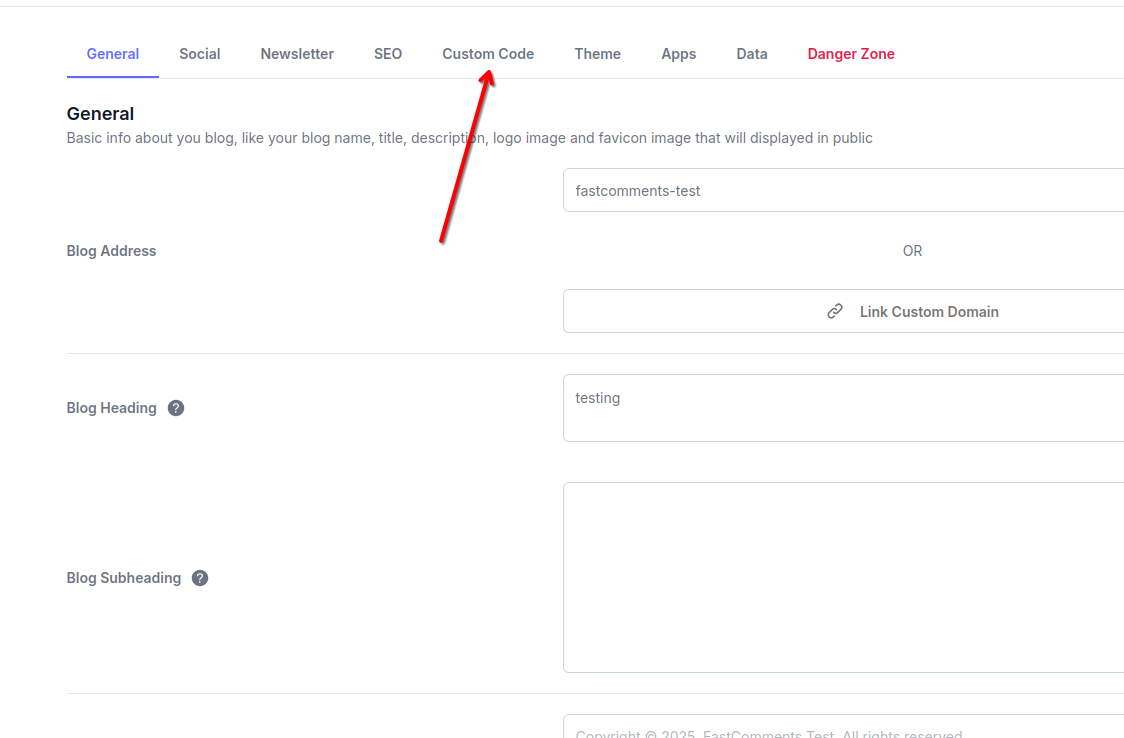 General Social Newsletter SEO Custom Code Theme Apps Data Danger Zone
General
Basic info about you blog, like your blog name, title, description, logo image and favicon image that will displayed in public
fastcomments-test
Blog Address
OR
Link Custom Domain
Blog Heading ?
testing
Blog Subheading ?
Copyright © 2025, FastComments Test. All rights reserved.